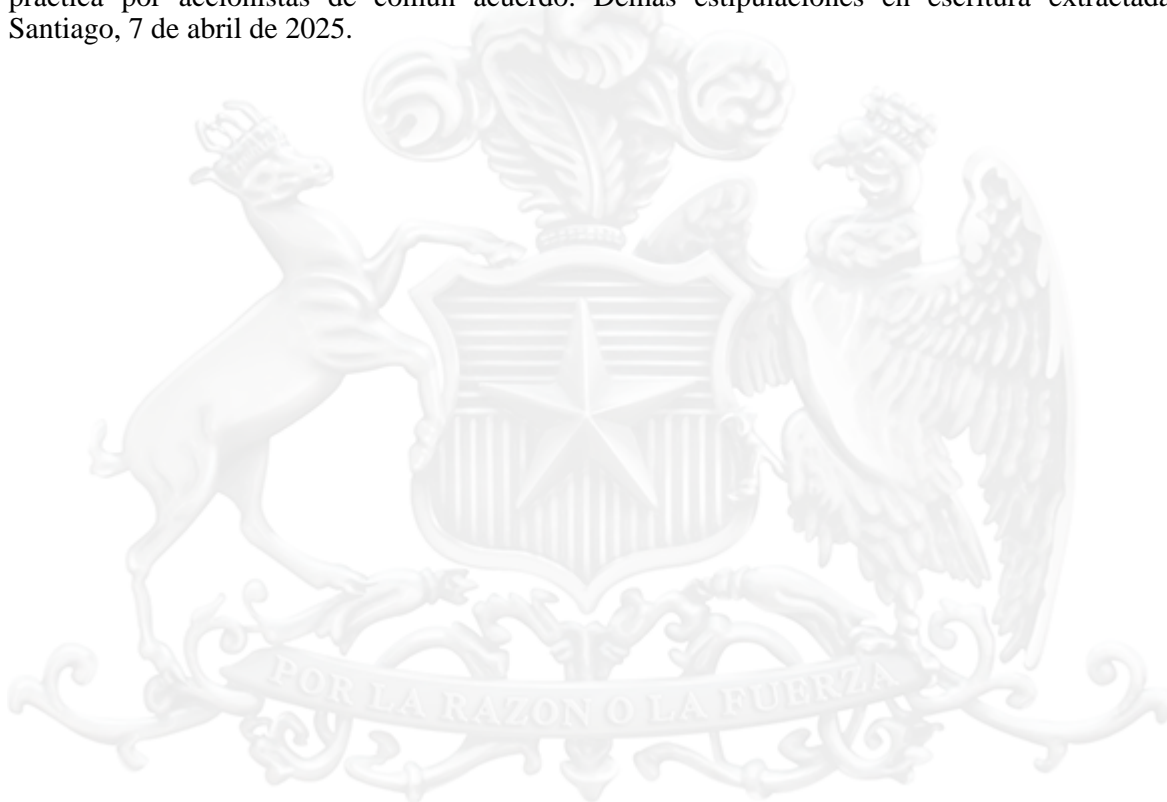 práctica por accionistas de común acuerdo. Demás estipulaciones en escritura extractada
Santiago, 7 de abril de 2025.
POR LA RAZON O LA FUERZA